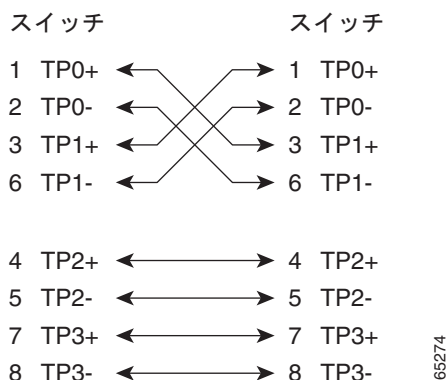 スイッチ スイッチ
1 TP0+ 1 TP0+
2 TP0- 2 TP0-
3 TP1+ 3 TP1+
6 TP1- 6 TP1-
4 TP2+ 4 TP2+
5 TP2- 5 TP2-
7 TP3+ 7 TP3+
8 TP3- 8 TP3-
65274